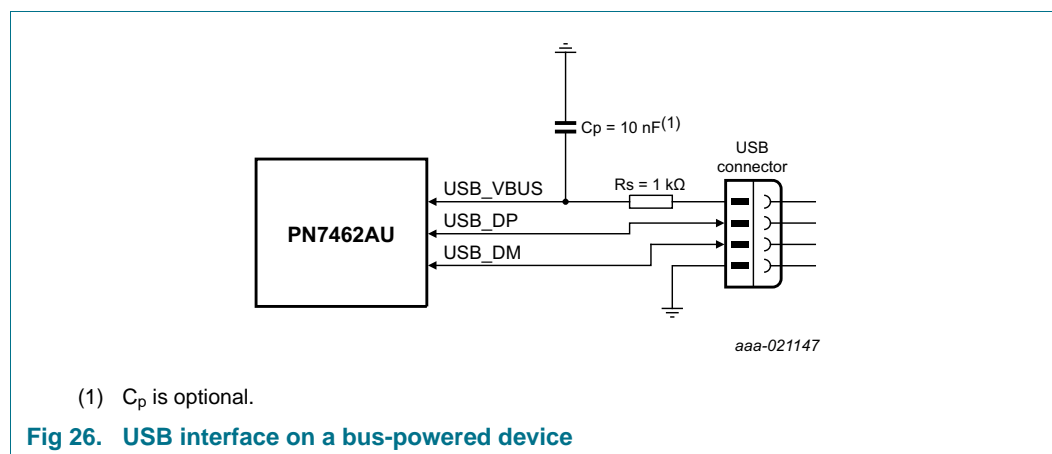 Cp = 10 nF(1)
USB
connector
USB_VBUS
Rs = 1 kΩ
USB_DP
PN7462AU
USB_DM
aaa-021147
(1) Cp is optional.
Fig 26. USB interface on a bus-powered device